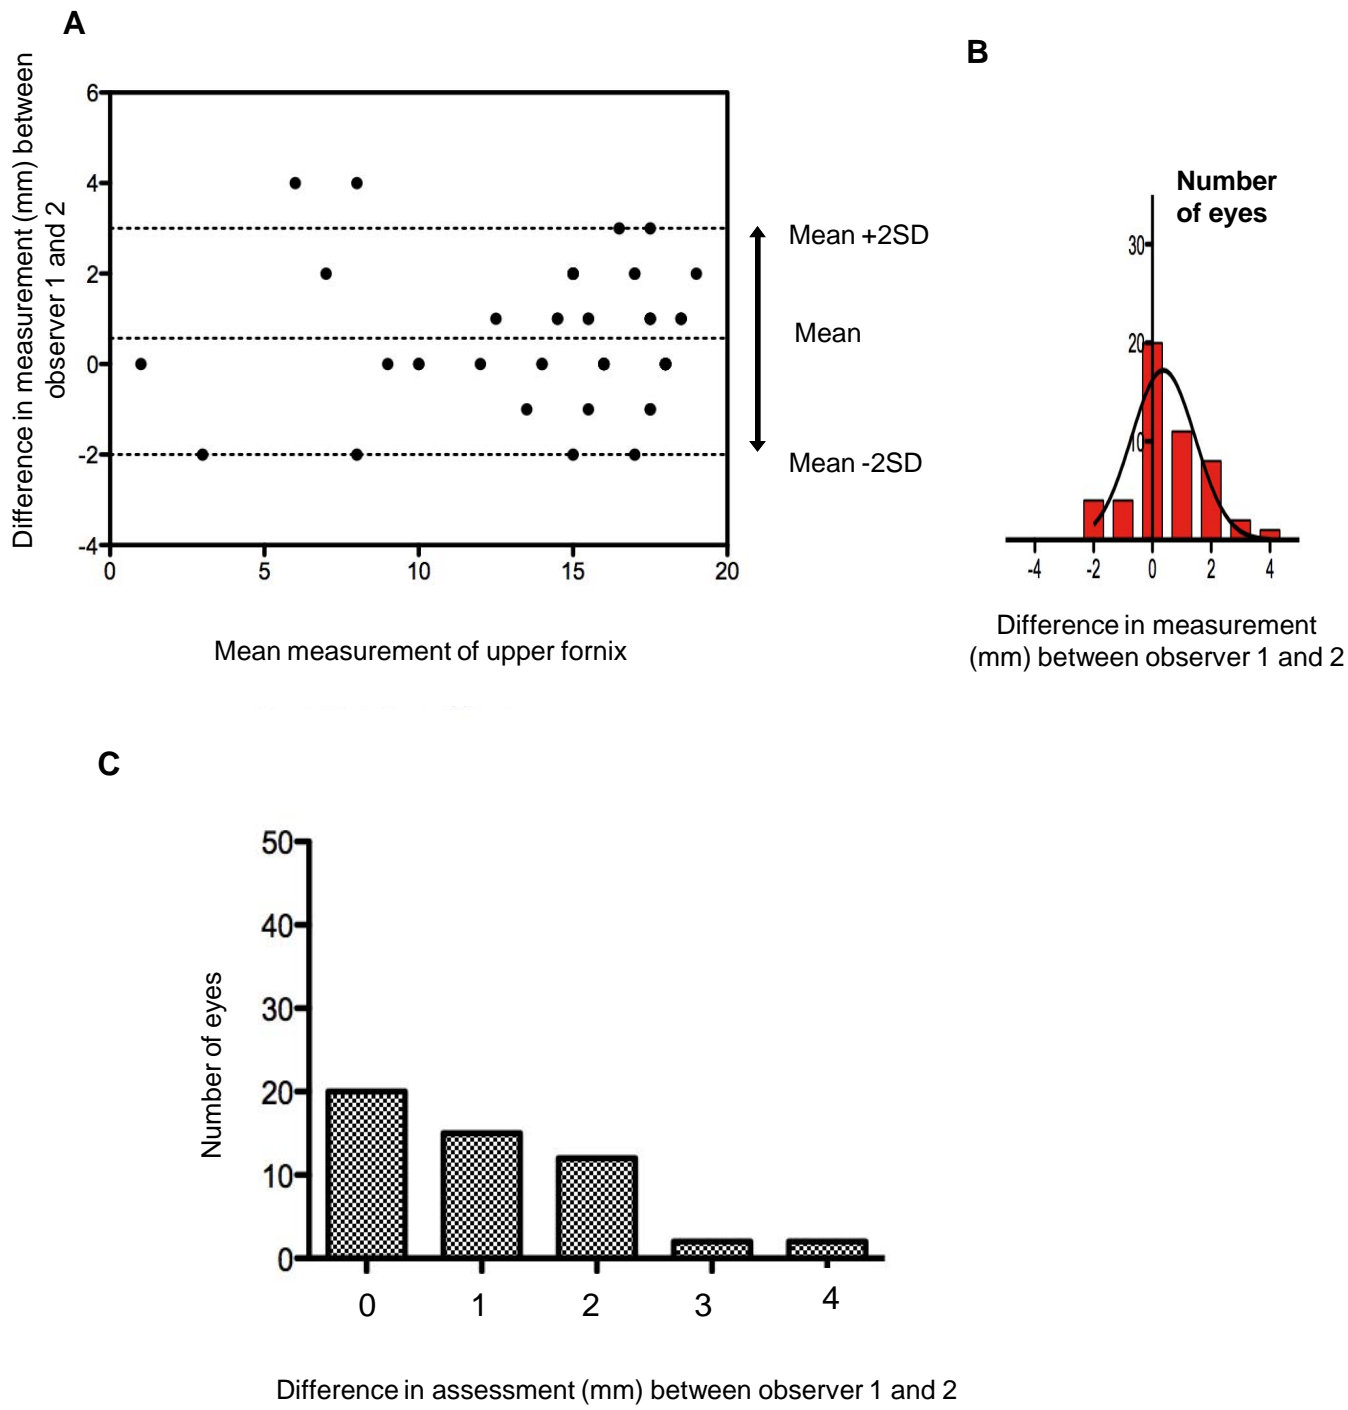 A
Difference in measurement (mm) between
observer 1 and 2
6
4
2
0
-2
-4
0
5
10
15
20
Mean +2SD
Mean
Mean -2SD
Mean measurement of upper fornix
B
Number
of eyes
30
20
10
-4
-2
0
2
4
Difference in measurement
(mm) between observer 1 and 2
C
Number of eyes
50
40
30
20
10
0
0
1
2
3
4
Difference in assessment (mm) between observer 1 and 2